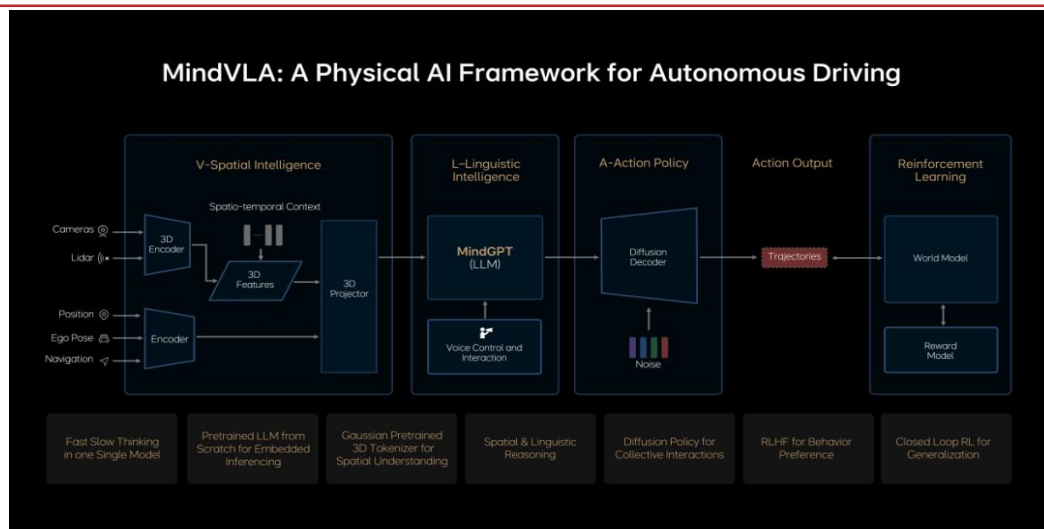 MindVLA: A Physical AI Framework for Autonomous Driving
V-Spatial Intelligence
Spatio-temporal Context
Cameras
Lidar
3D
Encoder
3D
Features
Position
Ego Pose
Navigation
Encoder
3D
Projector
L–Linguistic
Intelligence
MindGPT
(LLM)
Voice Control and
Interaction
A-Action Policy
Diffusion
Decoder
Noise
Action Output
Trajectories
Reinforcement
Learning
World Model
Reward
Model
Fast Slow Thinking
in one Single Model
Pretrained LLM from
Scratch for Embedded
Inferencing
Gaussian Pretrained
3D Tokenizer for
Spatial Understanding
Spatial & Linguistic
Reasoning
Diffusion Policy for
Collective Interactions
RLHF for Behavior
Preference
Closed Loop RL for
Generalization